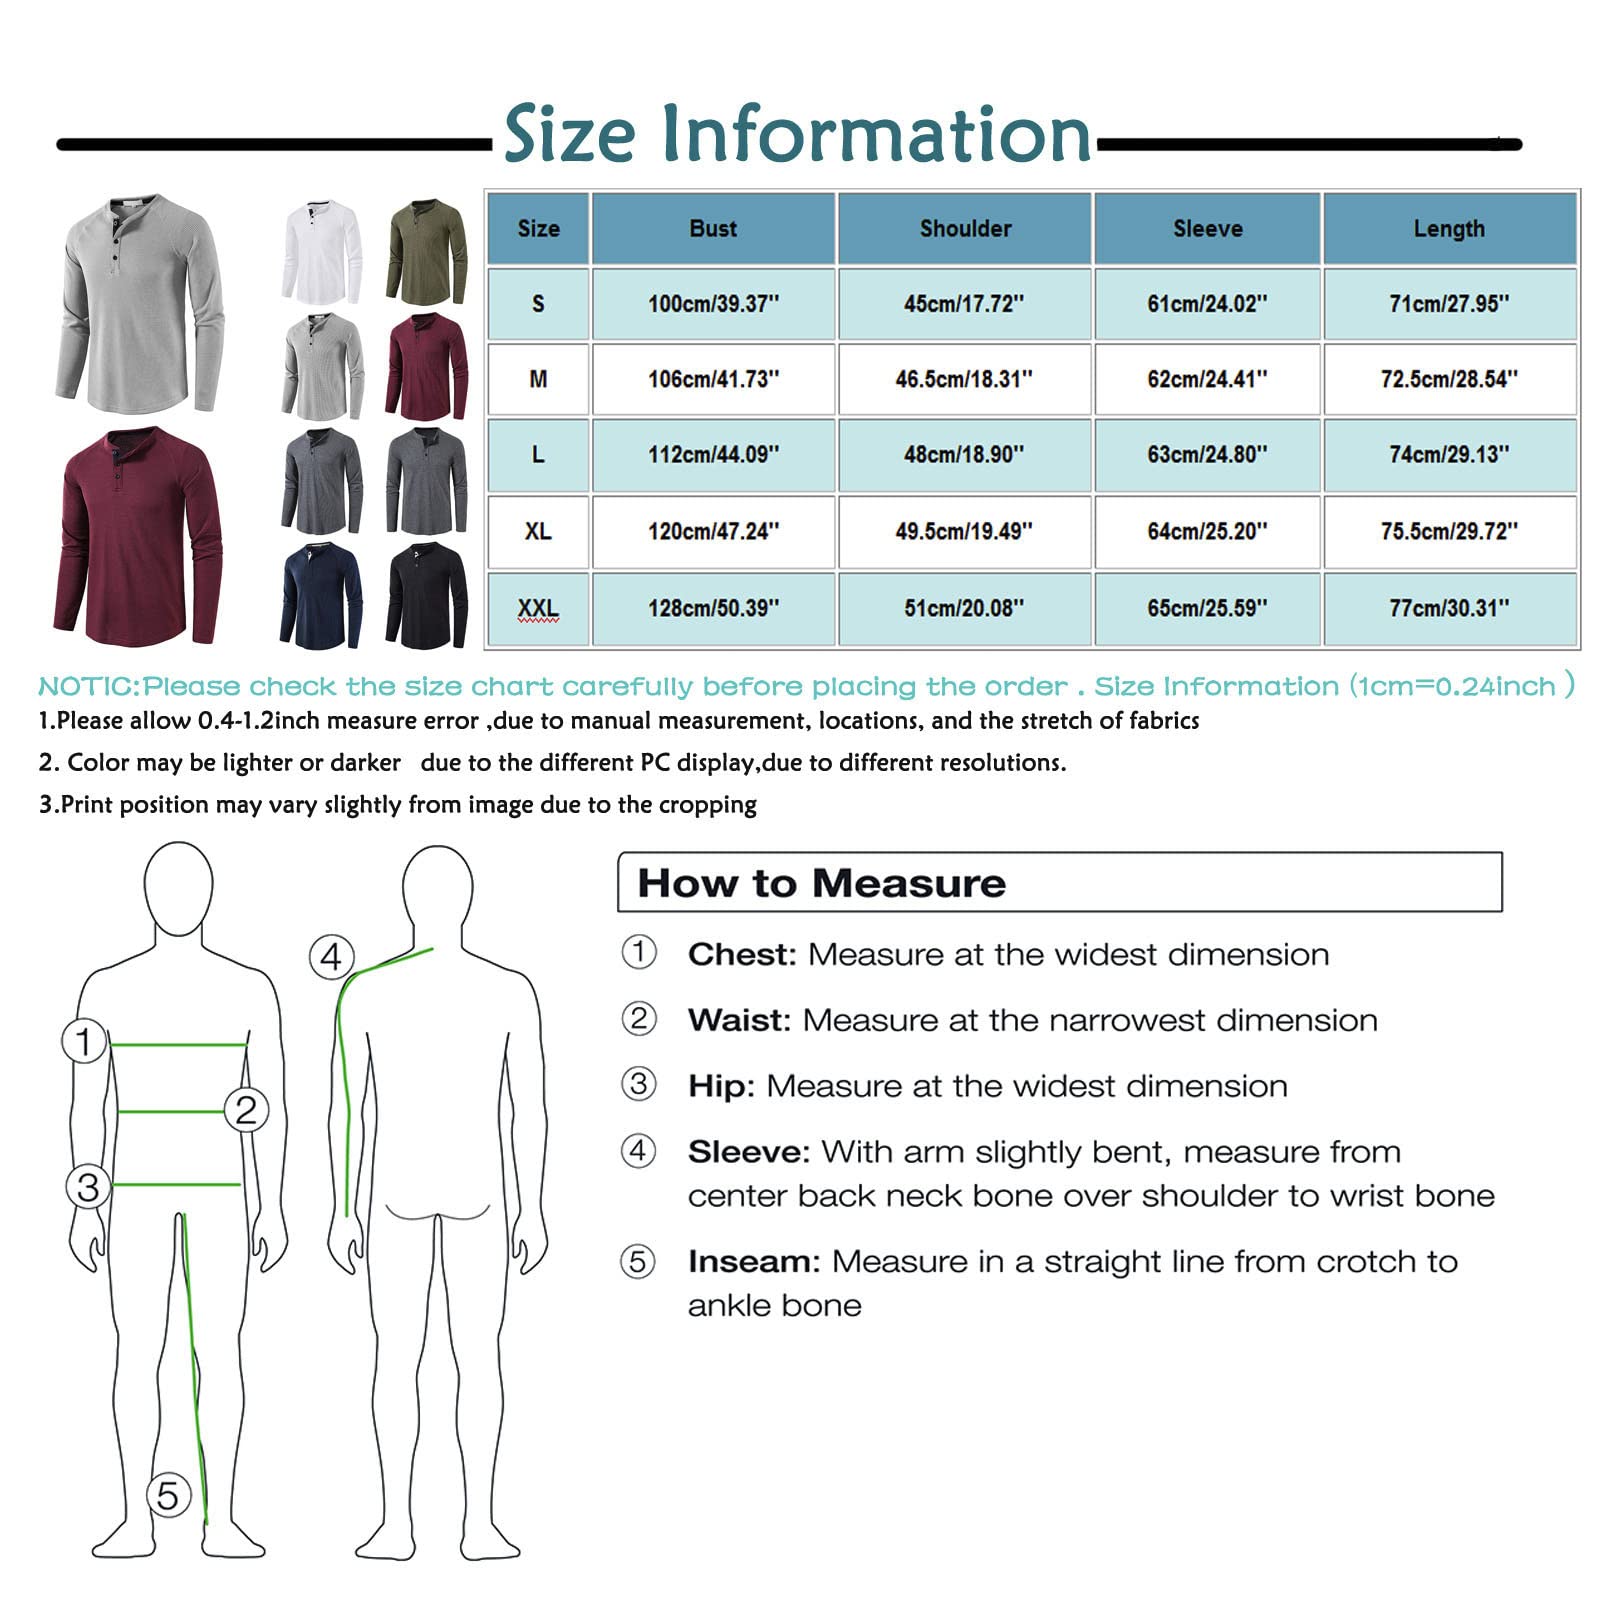 Size Information
Size Bust Shoulder Sleeve Length
S 100cm/39.37'' 45cm/17.72'' 61cm/24.02'' 71cm/27.95''
M 106cm/41.73'' 46.5cm/18.31'' 62cm/24.41'' 72.5cm/28.54''
L 112cm/44.09'' 48cm/18.90'' 63cm/24.80'' 74cm/29.13''
XL 120cm/47.24'' 49.5cm/19.49'' 64cm/25.20'' 75.5cm/29.72''
XXL 128cm/50.39'' 51cm/20.08'' 65cm/25.59'' 77cm/30.31''
NOTIC:Please check the size chart carefully before placing the order . Size Information (1cm=0.24inch )
1.Please allow 0.4-1.2inch measure error ,due to manual measurement, locations, and the stretch of fabrics
2. Color may be lighter or darker due to the different PC display,due to different resolutions.
3.Print position may vary slightly from image due to the cropping
1
2
3
4
5
How to Measure
1 Chest: Measure at the widest dimension
2 Waist: Measure at the narrowest dimension
3 Hip: Measure at the widest dimension
4 Sleeve: With arm slightly bent, measure from
center back neck bone over shoulder to wrist bone
5 Inseam: Measure in a straight line from crotch to
ankle bone